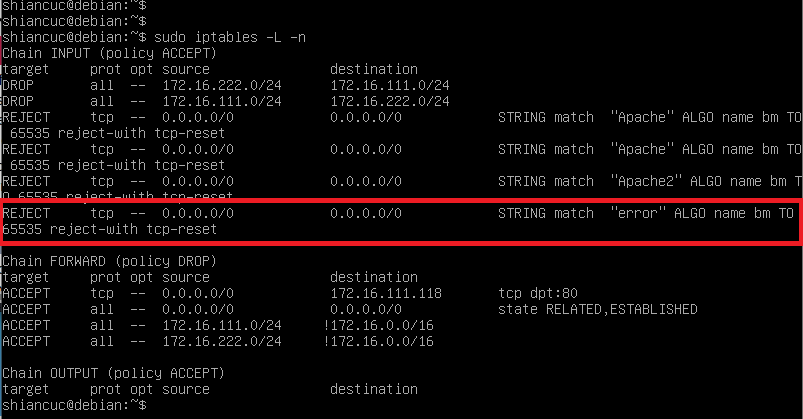 shiancuc@debian:~$
shiancuc@debian:~$
shiancuc@debian:~$ sudo iptables -L -n
Chain INPUT (policy ACCEPT)
target     prot opt source               destination
DROP       all  --  172.16.222.0/24      172.16.111.0/24
DROP       all  --  172.16.111.0/24      172.16.222.0/24
REJECT     tcp  --  0.0.0.0/0            0.0.0.0/0            STRING match  "Apache" ALGO name bm TO
 65535 reject-with tcp-reset
REJECT     tcp  --  0.0.0.0/0            0.0.0.0/0            STRING match  "Apache" ALGO name bm TO
 65535 reject-with tcp-reset
REJECT     tcp  --  0.0.0.0/0            0.0.0.0/0            STRING match  "Apache2" ALGO name bm T
O 65535 reject-with tcp-reset
REJECT     tcp  --  0.0.0.0/0            0.0.0.0/0            STRING match  "error" ALGO name bm TO
65535 reject-with tcp-reset
Chain FORWARD (policy DROP)
target     prot opt source               destination
ACCEPT     tcp  --  0.0.0.0/0            172.16.111.118       tcp dpt:80
ACCEPT     all  --  0.0.0.0/0            0.0.0.0/0            state RELATED,ESTABLISHED
ACCEPT     all  --  172.16.111.0/24     !172.16.0.0/16
ACCEPT     all  --  172.16.222.0/24     !172.16.0.0/16
Chain OUTPUT (policy ACCEPT)
target     prot opt source               destination
shiancuc@debian:~$